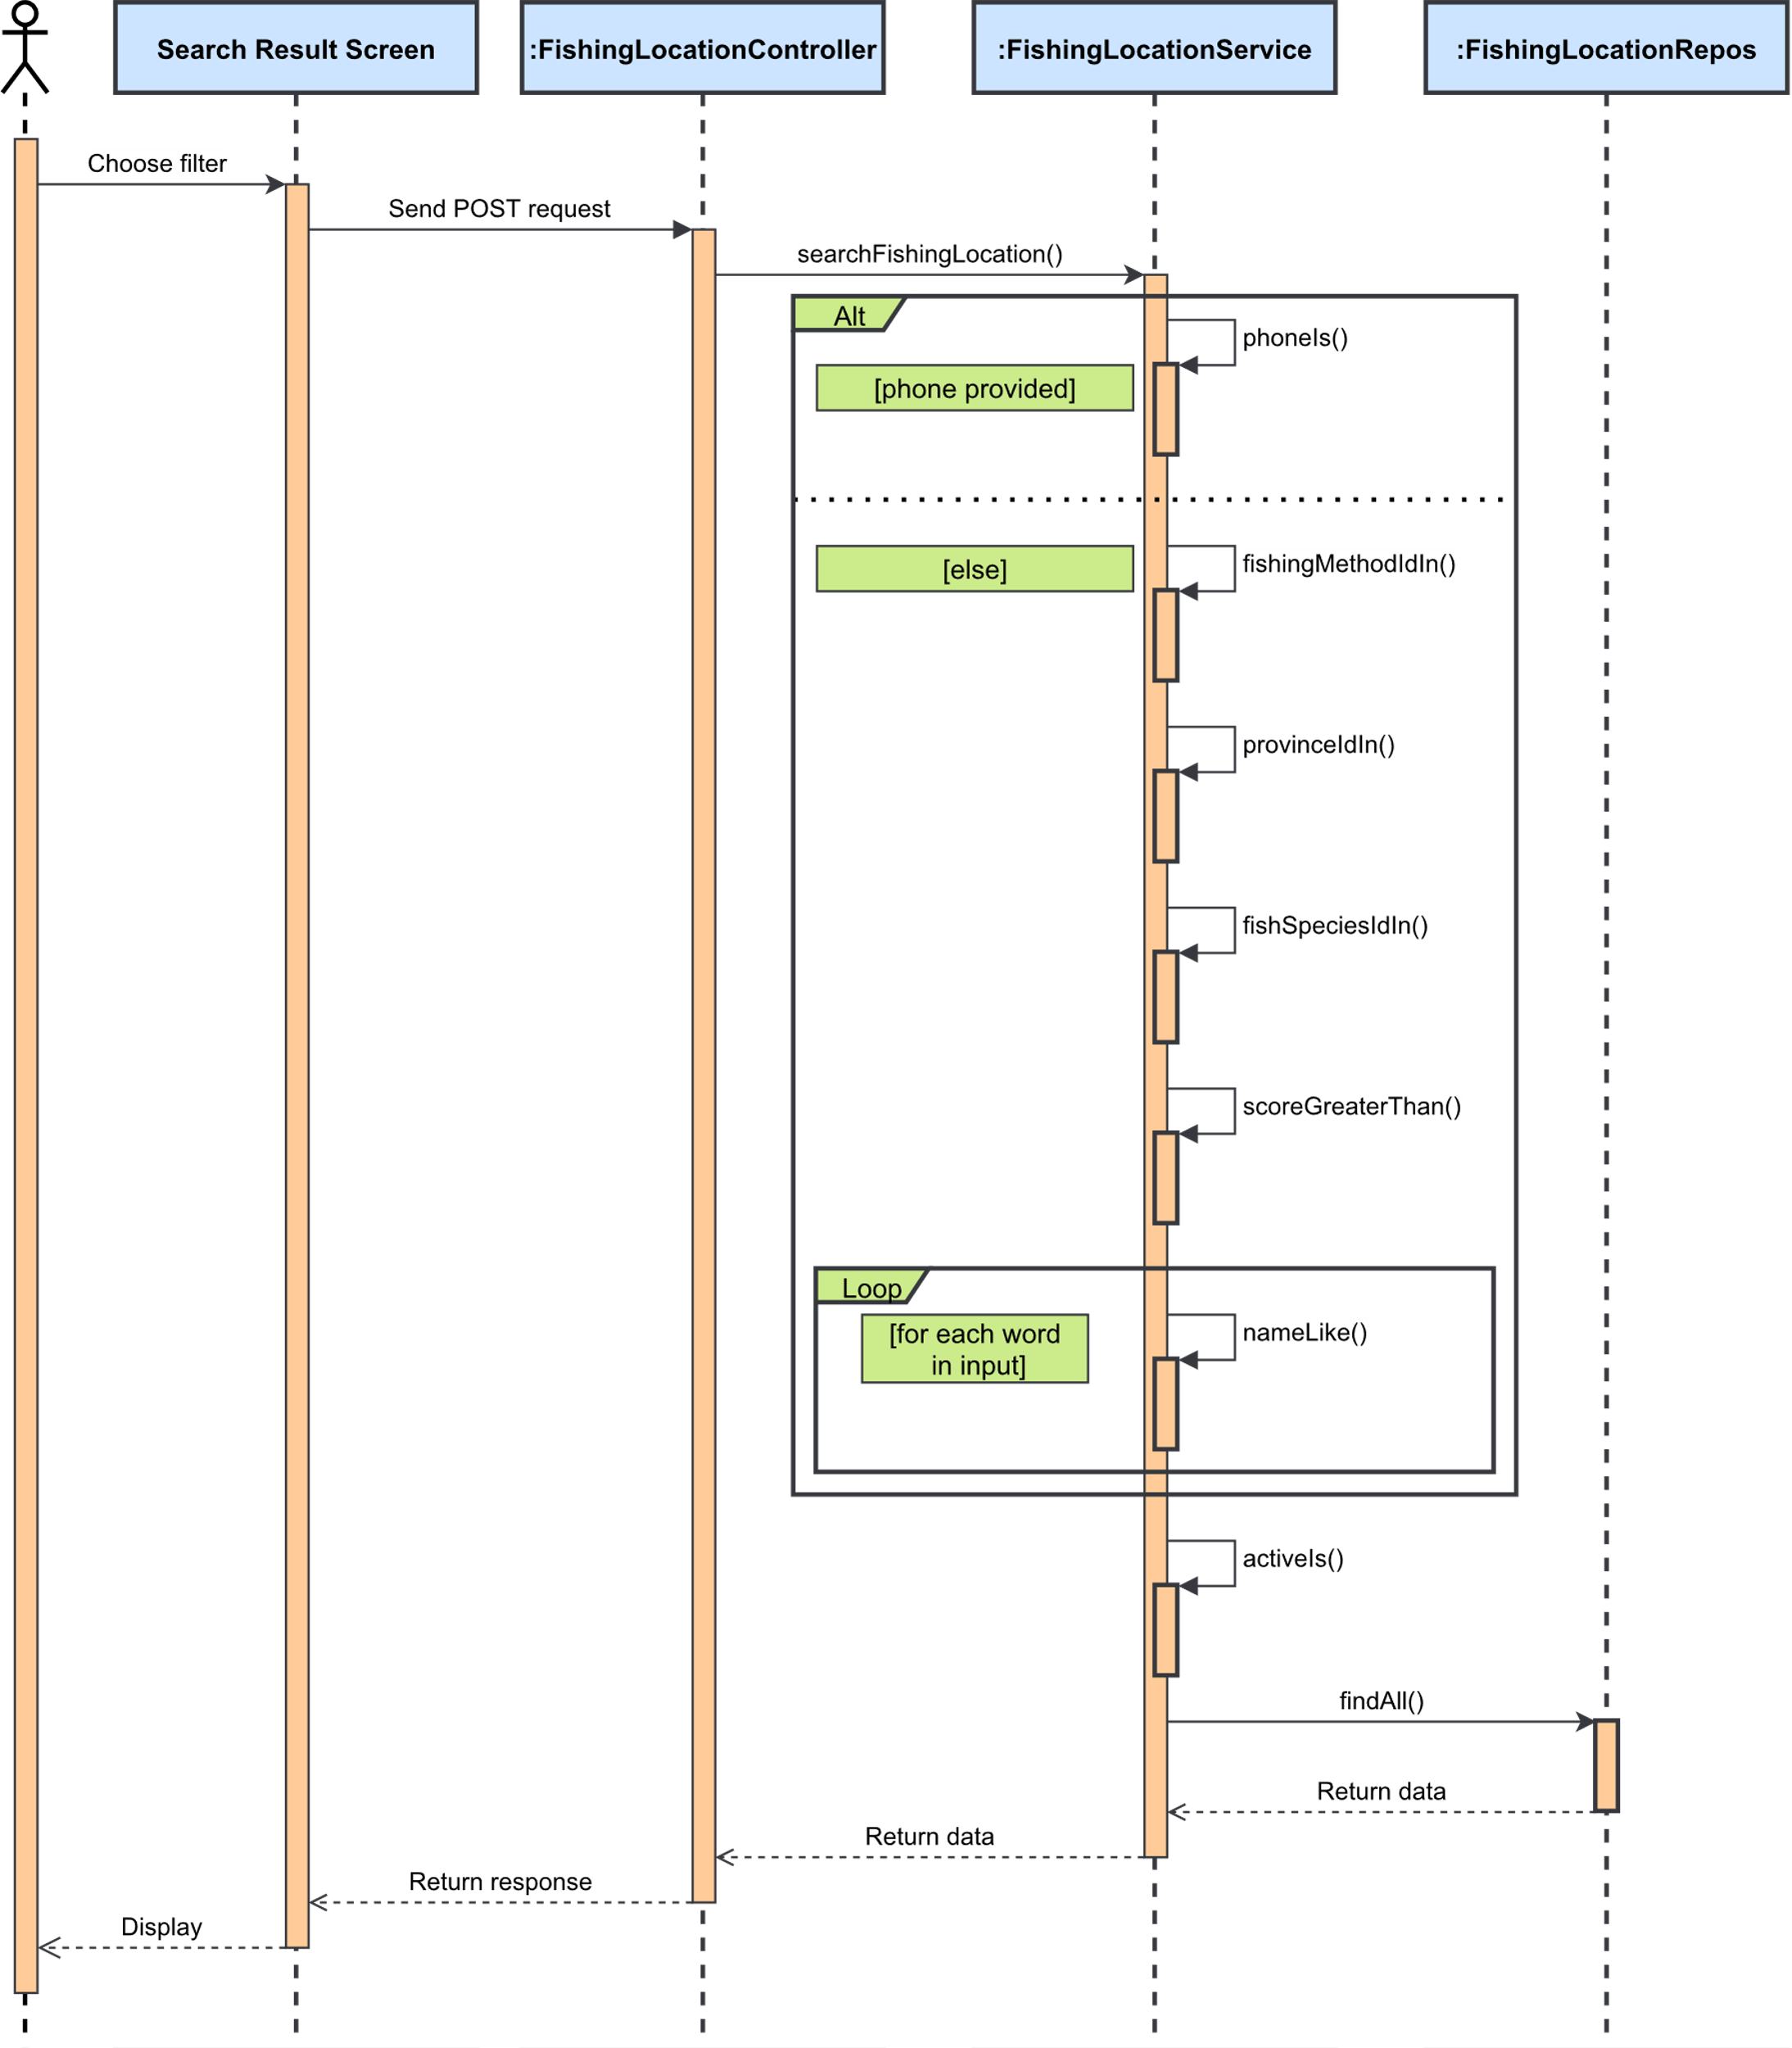 Search Result Screen
:FishingLocationController
:FishingLocationService
:FishingLocationRepos
Choose filter
Send POST request
searchFishingLocation()
Alt
phoneIs()
[phone provided]
[else]
fishingMethodIdIn()
provinceIdIn()
fishSpeciesIdIn()
scoreGreaterThan()
Loop
[for each word
in input]
nameLike()
activeIs()
findAll()
Return data
Return data
Return response
Display